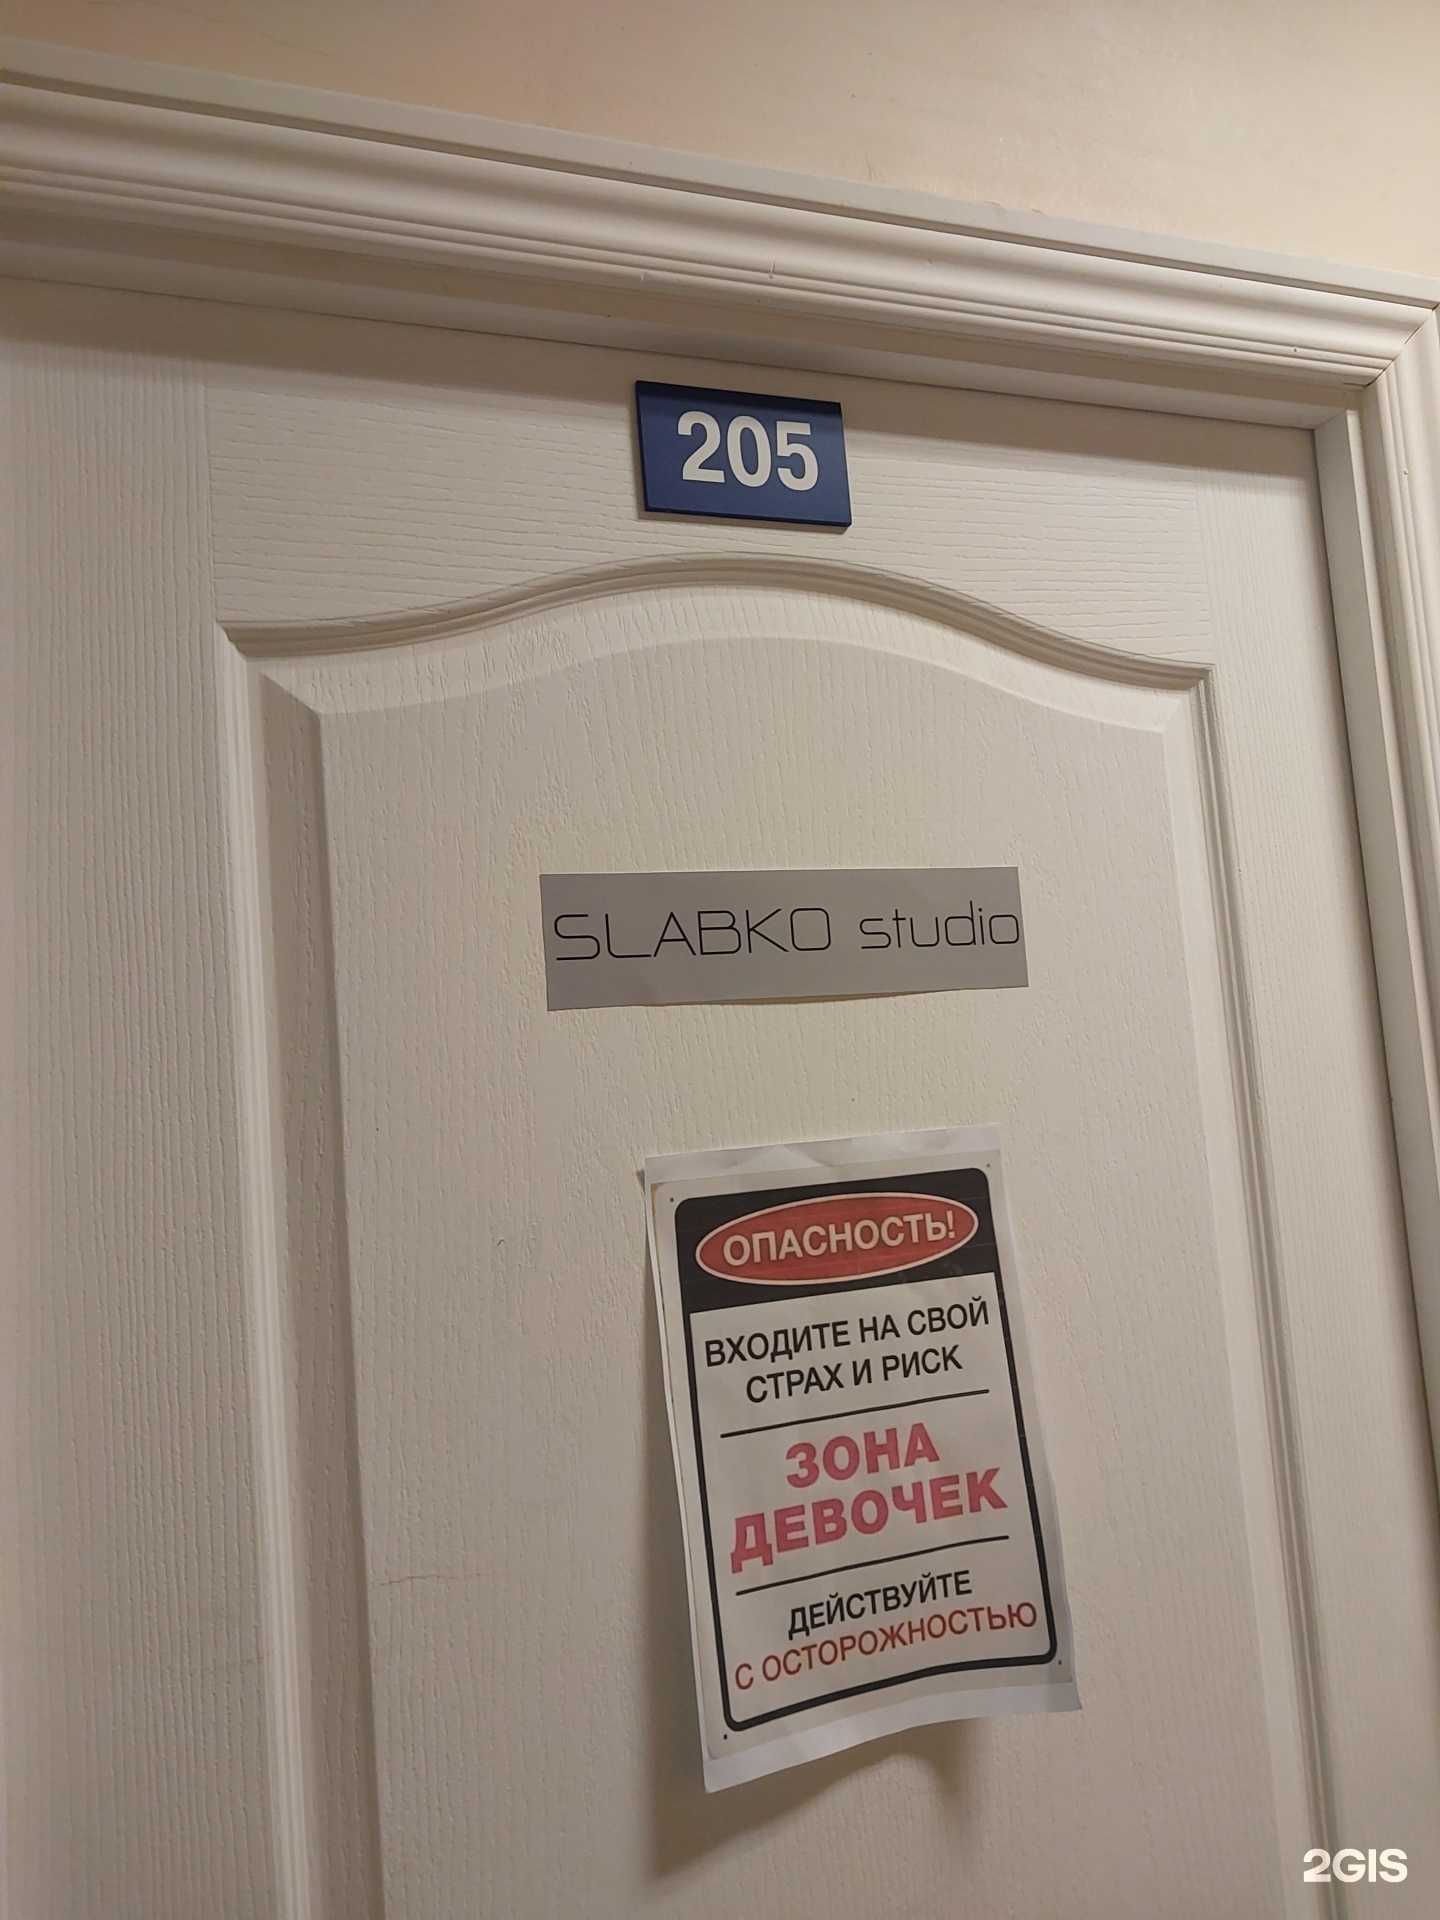 205
SLABKO studio
ОПАСНОСТЬ!
ВХОДИТЕ НА СВОЙ
СТРАХ И РИСК
ЗОНА
ДЕВОЧЕК
ДЕЙСТВУЙТЕ
С ОСТОРОЖНОСТЬЮ
2GIS